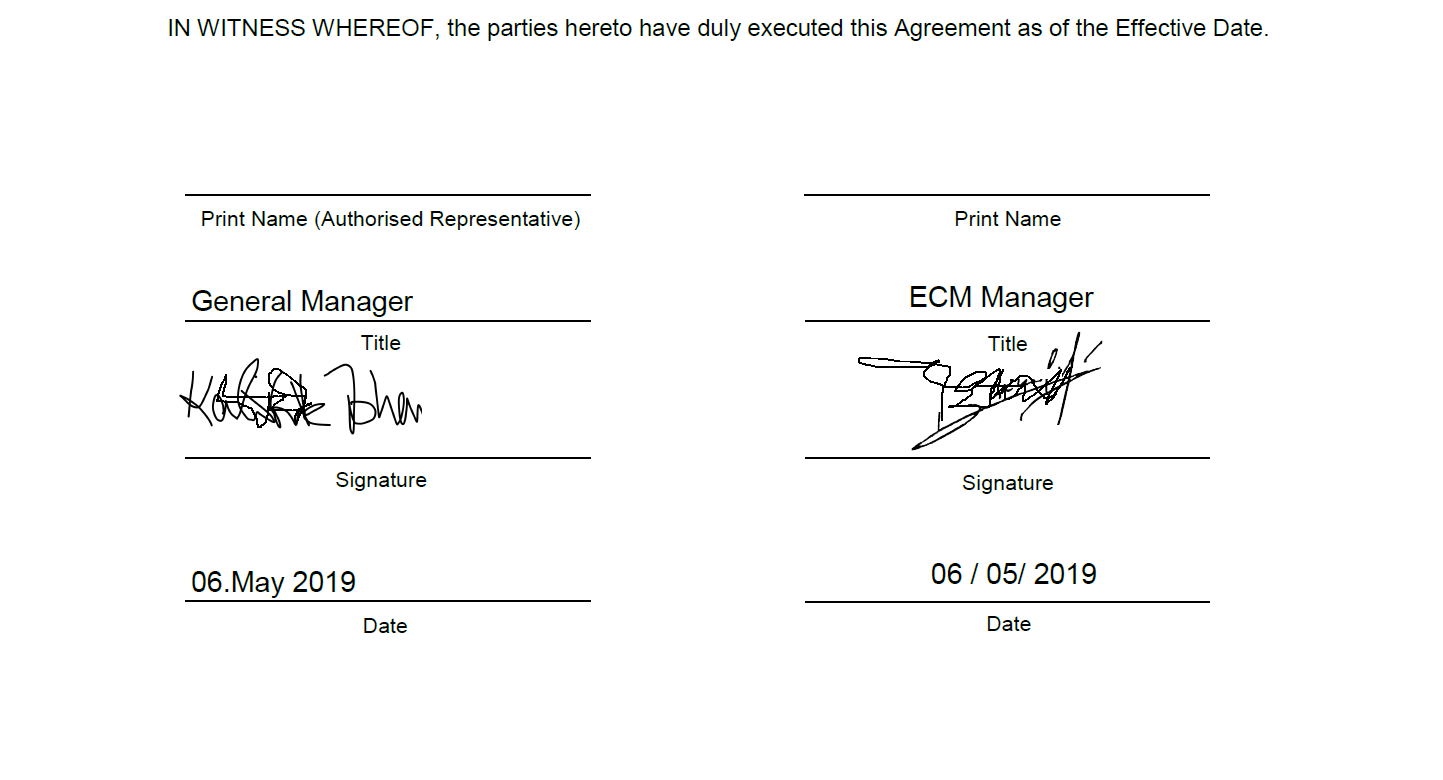 IN WITNESS WHEREOF, the parties hereto have duly executed this Agreement as of the Effective Date.
Print Name (Authorised Representative)
Print Name
General Manager
ECM Manager
Title
Title
Signature
Signature
06.May 2019
06 / 05/ 2019
Date
Date